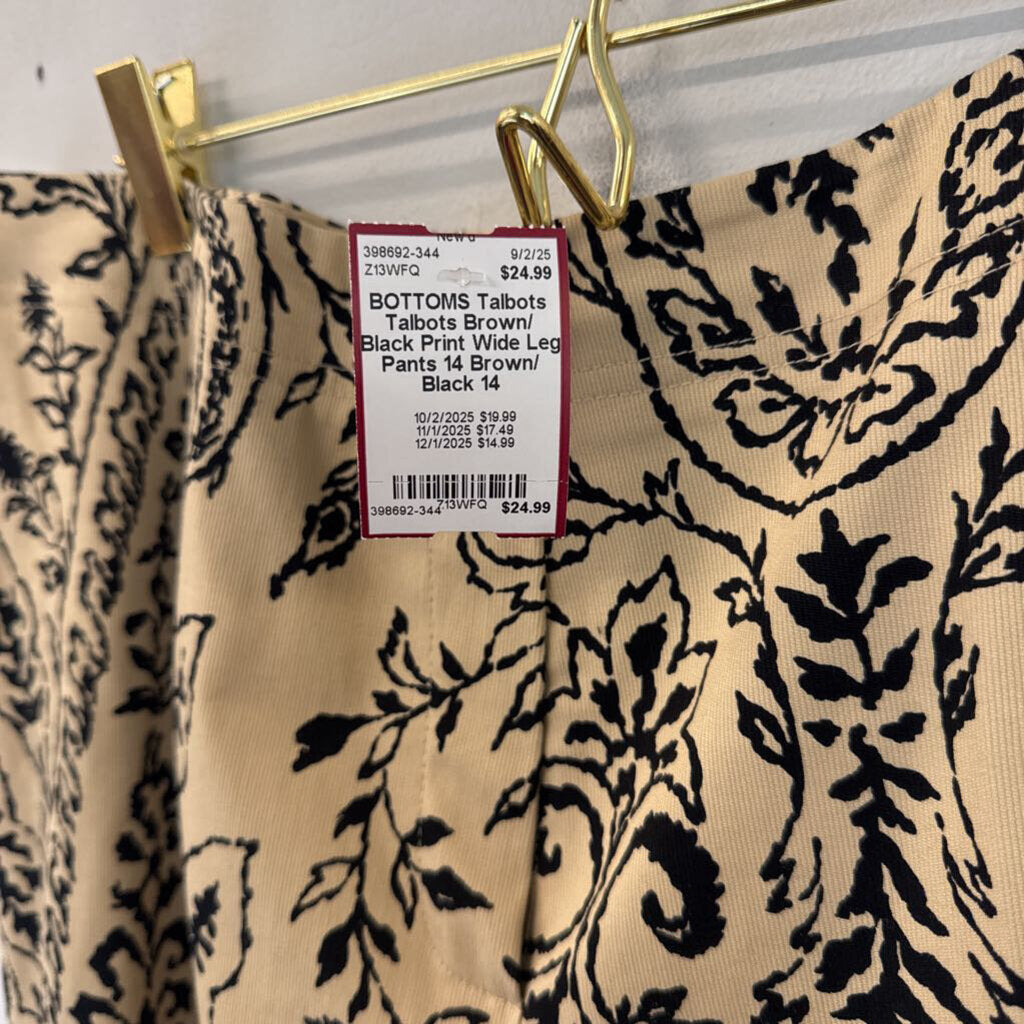 398692-344 9/2/25
Z13WFQ $24.99
BOTTOMS Talbots
Talbots Brown/
Black Print Wide Leg
Pants 14 Brown/
Black 14
10/2/2025 $19.99
11/1/2025 $17.49
12/1/2025 $14.99
398692-344 Z13WFQ $24.99